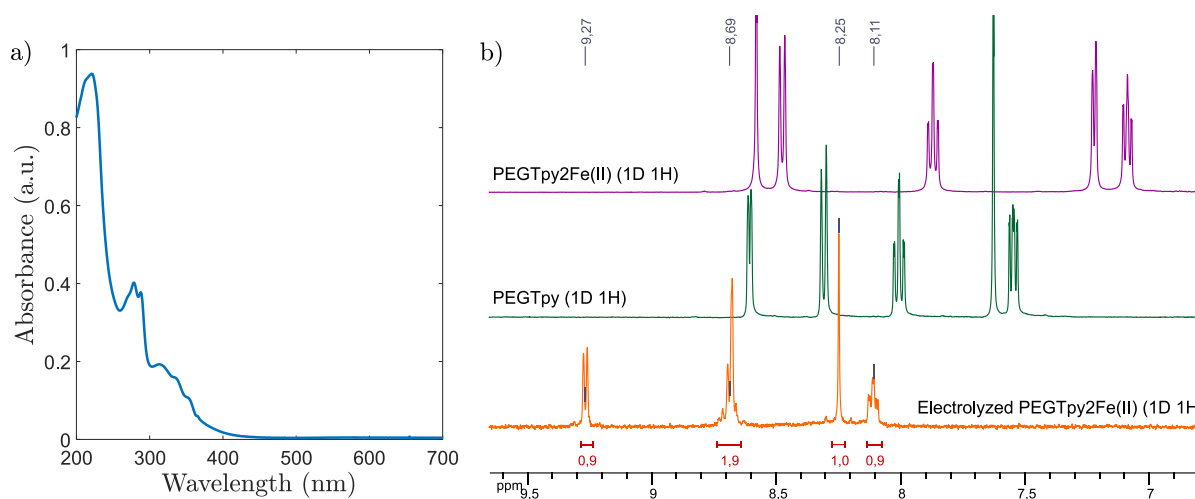 a)
1
0.8
0.6
0.4
0.2
0
Absorbance (a.u.)
200 300 400 500 600 700
Wavelength (nm)
b)
9,27 8,69 8,25 8,11
PEGTpy2Fe(II) (1D 1H)
PEGTpy (1D 1H)
Electrolyzed PEGTpy2Fe(II) (1D 1H
0,9 1,9 1,0 0,9
ppm 9.5 9 8.5 8 7.5 7